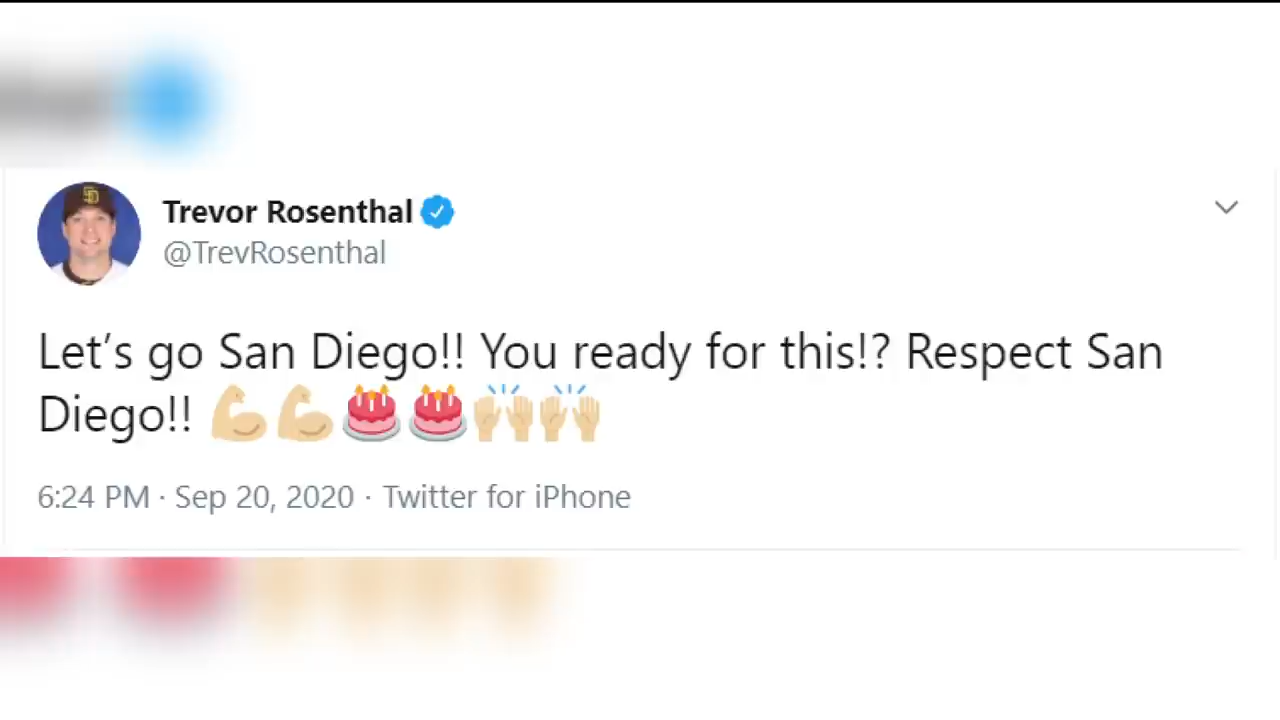 Trevor Rosenthal
@TrevRosenthal
Let’s go San Diego!! You ready for this!? Respect San
Diego!! 💪🏼💪🏼🎂🎂🙌🏼🙌🏼
6:24 PM · Sep 20, 2020 · Twitter for iPhone